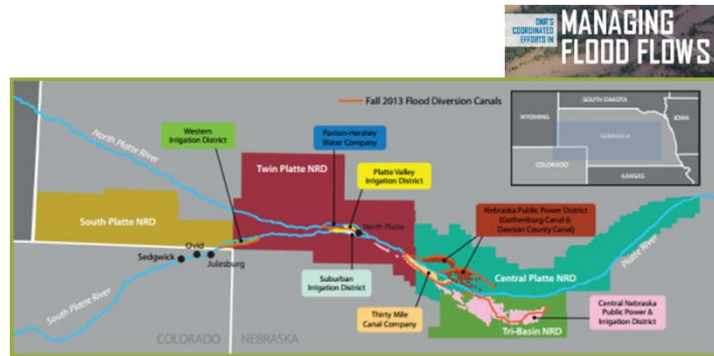 DNR'S
COORDINATED
EFFORTS IN
MANAGING
FLOOD FLOWS
Fall 2013 Flood Diversion Canals
SOUTH DAKOTA
WYOMING
IOWA
NEBRASKA
COLORADO
KANSAS
North Platte River
Western
Irrigation District
Paxton-Hershey
Water Company
Twin Platte NRD
Platte Valley
Irrigation District
South Platte NRD
North Platte
Nebraska Public Power District
(Gothenburg Canal &
Dawson County Canal)
Ovid
Sedgwick
Julesburg
Suburban
Irrigation District
Central Platte NRD
Platte River
South Platte River
Thirty Mile
Canal Company
Central Nebraska
Public Power &
Irrigation District
Tri-Basin NRD
COLORADO
NEBRASKA